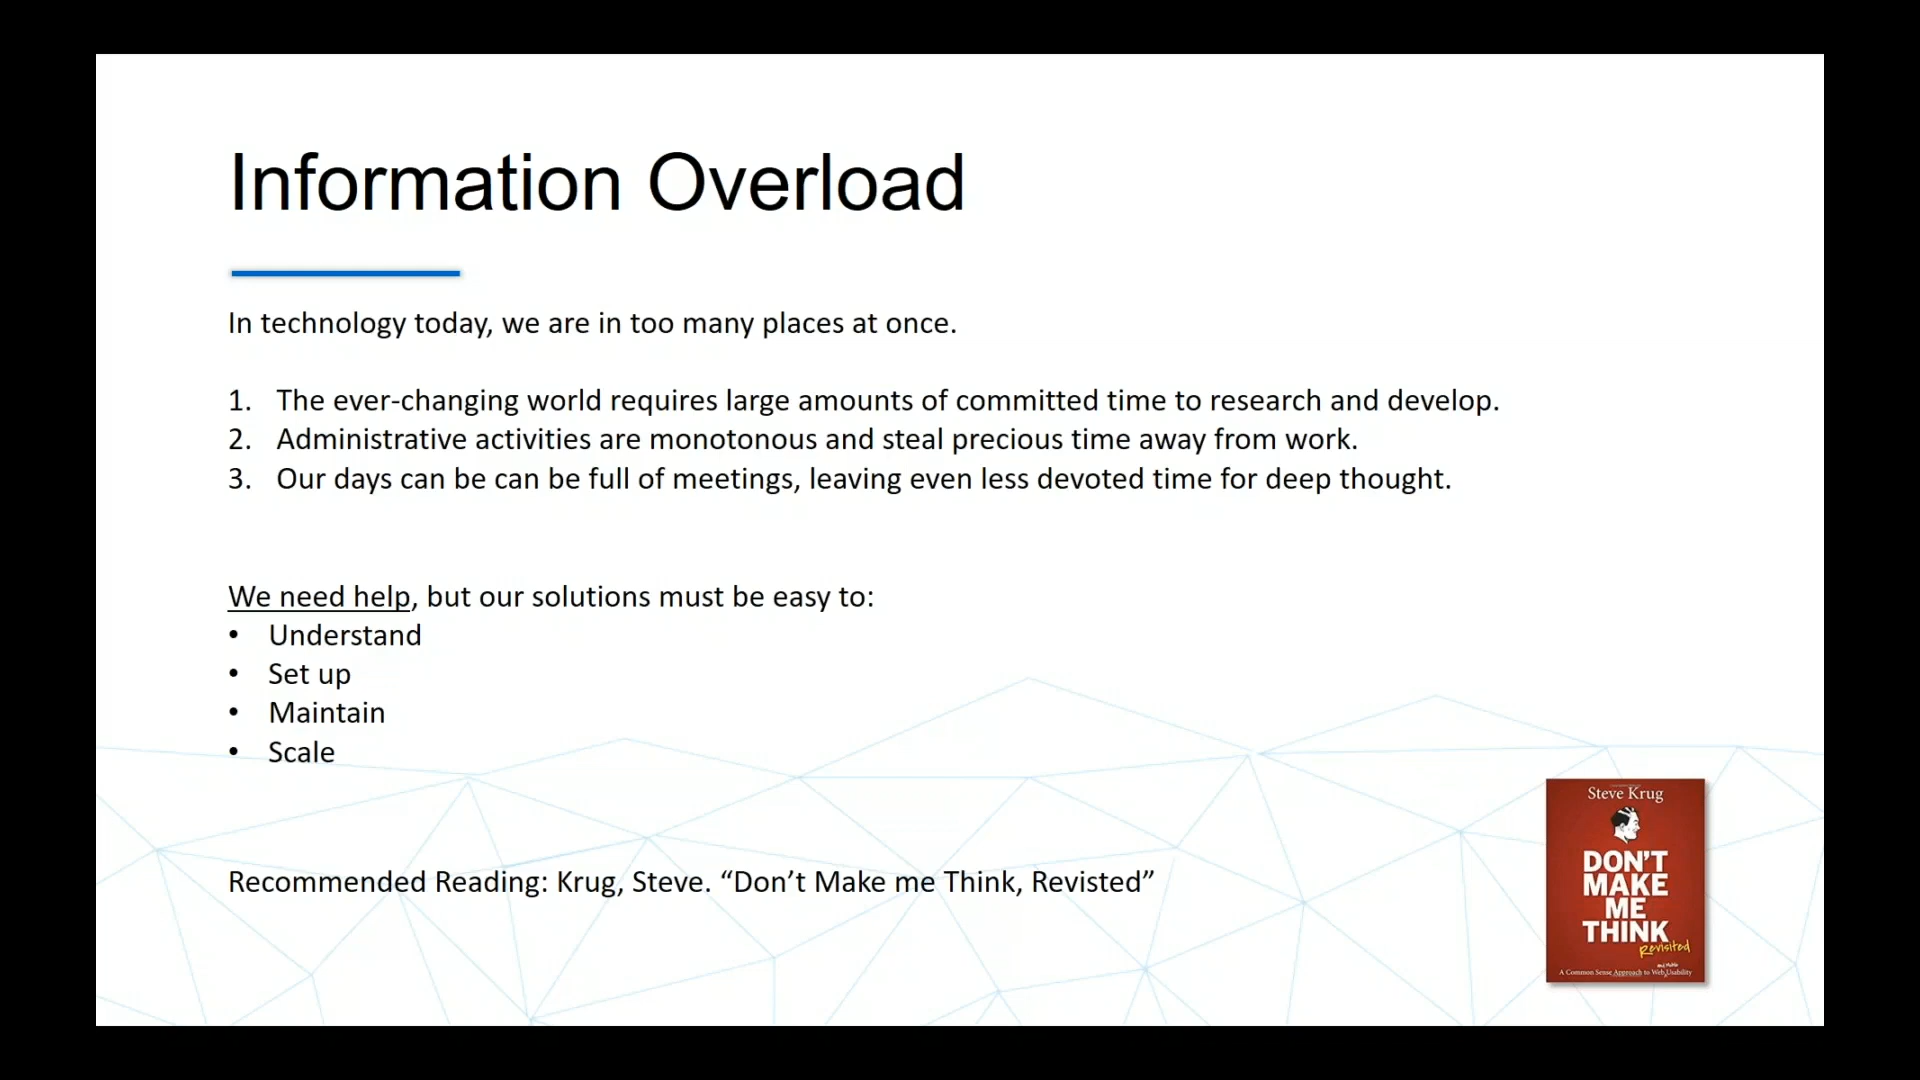 Information Overload
In technology today, we are in too many places at once.
1. The ever-changing world requires large amounts of committed time to research and develop.
2. Administrative activities are monotonous and steal precious time away from work.
3. Our days can be can be full of meetings, leaving even less devoted time for deep thought.
We need help, but our solutions must be easy to:
• Understand
• Set up
• Maintain
• Scale
Recommended Reading: Krug, Steve. “Don’t Make me Think, Revisted”
Steve Krug
DON'T
MAKE
ME
THINK
Revisited
and Mobile
A Common Sense Approach to Web Usability